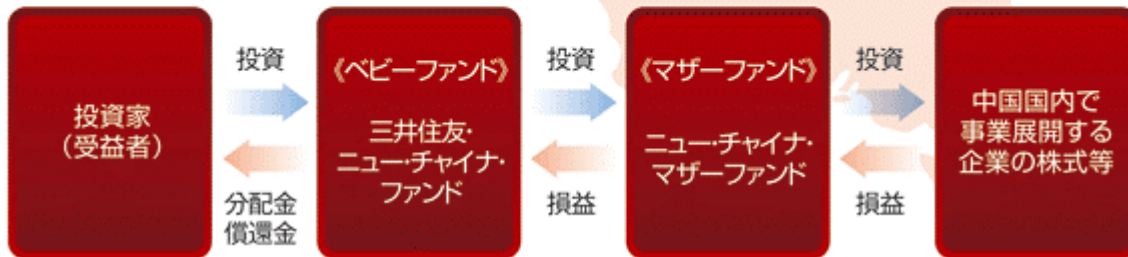 投資家
(受益者)
投資
分配金
償還金
《ベビーファンド》
三井住友・
ニュー・チャイナ・
ファンド
投資
損益
《マザーファンド》
ニュー・チャイナ・
マザーファンド
投資
損益
中国国内で
事業展開する
企業の株式等